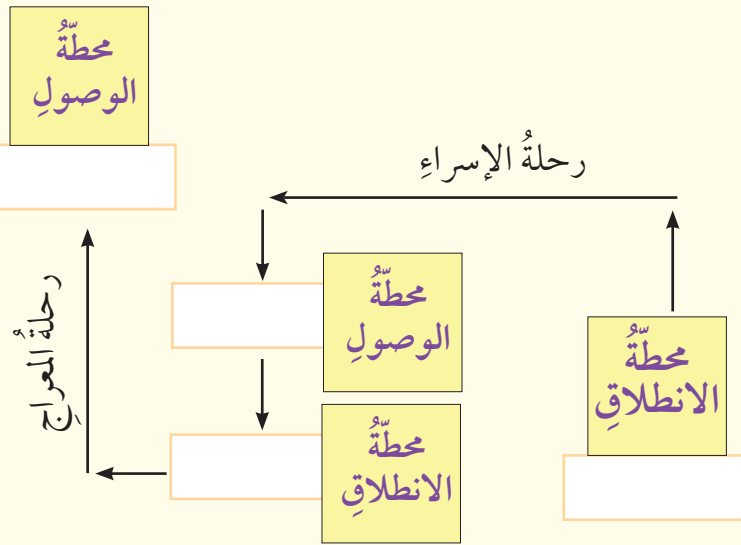 محطّةُ
الوصولِ
رحلةُ الإسراءِ
محطّةُ
الانطلاقِ
محطّةُ
الوصولِ
محطّةُ
الانطلاقِ
رحلةُ المعراجِ